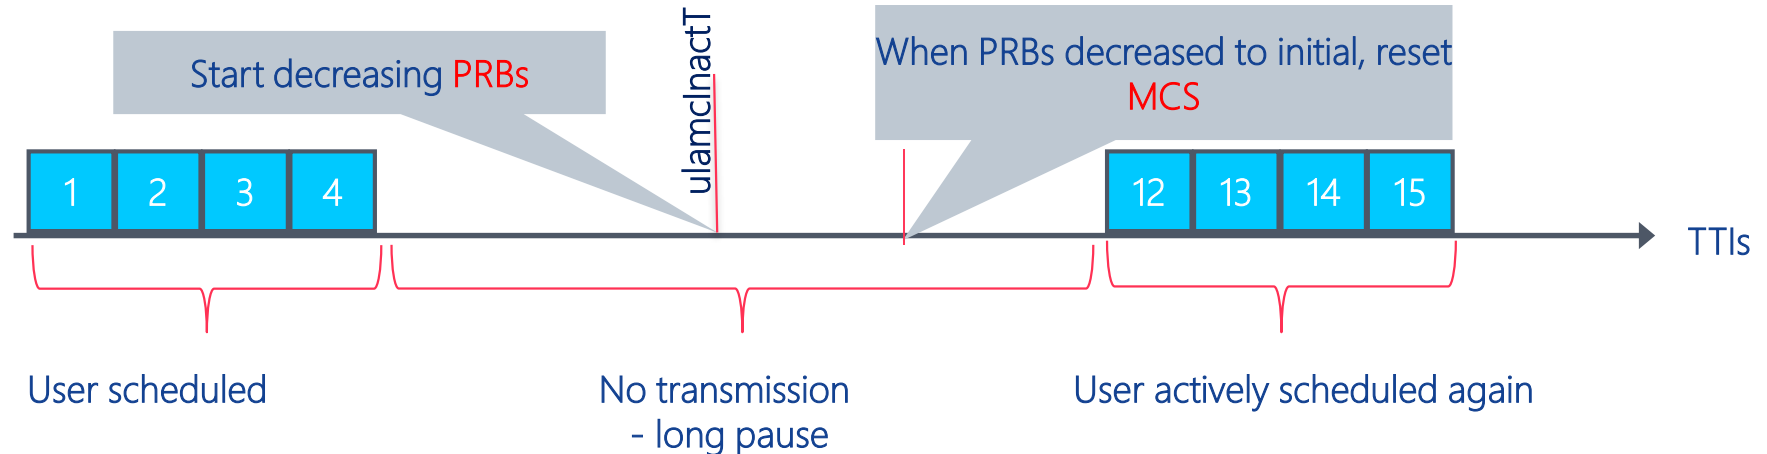 Start decreasing PRBs
ulamcInactT
When PRBs decreased to initial, reset
MCS
1 2 3 4
12 13 14 15
TTIs
User scheduled
No transmission
- long pause
User actively scheduled again